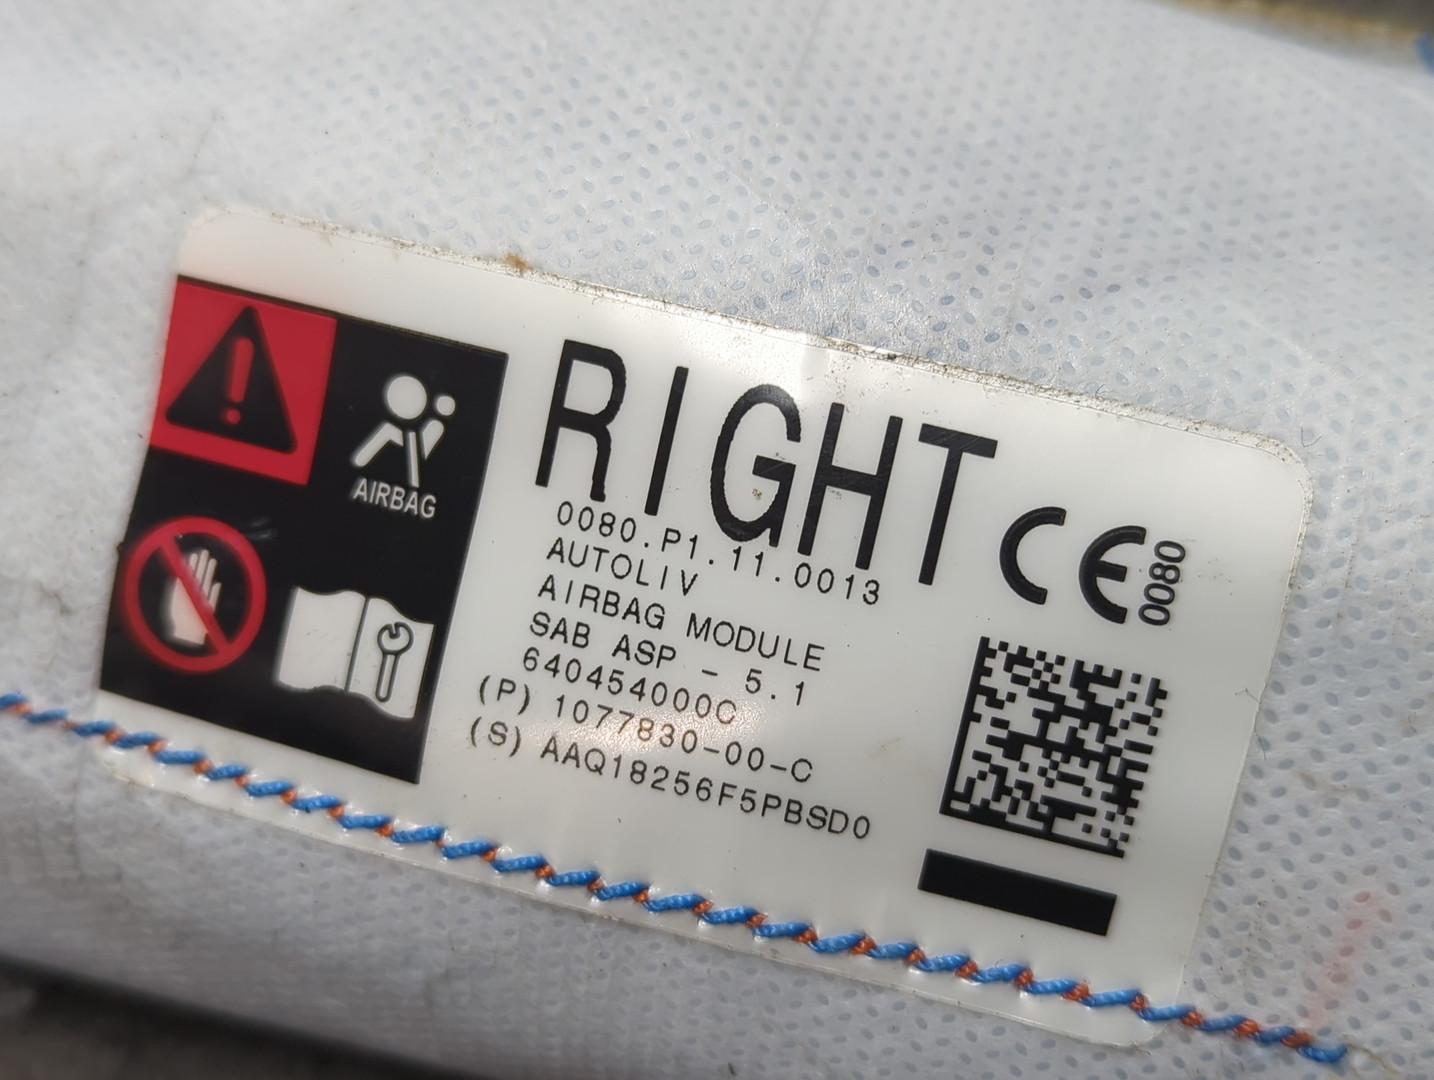 RIGHT CE 0080
AIRBAG
0080.P1.11.0013
AUTOLIV
AIRBAG MODULE
SAB ASP - 5.1
640454000C
(P) 1077830-00-C
(S) AAQ18256F5PBSD0